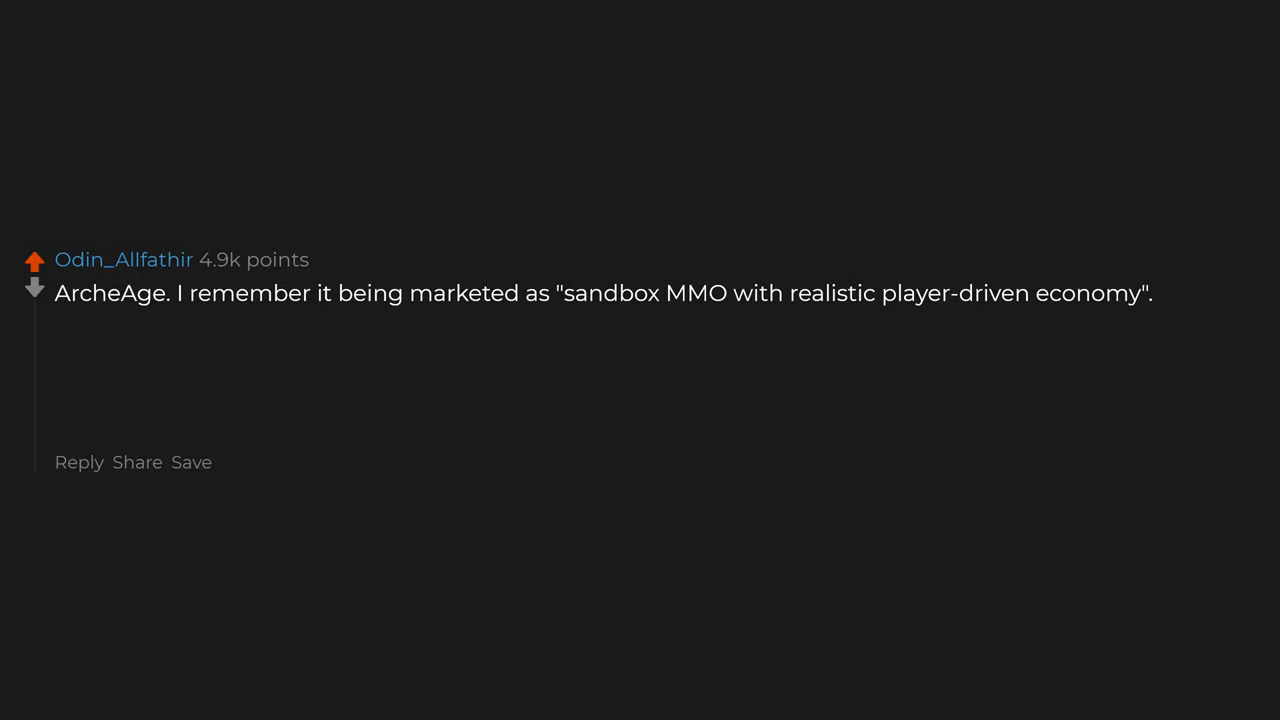 Odin_Allfathir 4.9k points
ArcheAge. I remember it being marketed as "sandbox MMO with realistic player-driven economy".
Reply Share Save